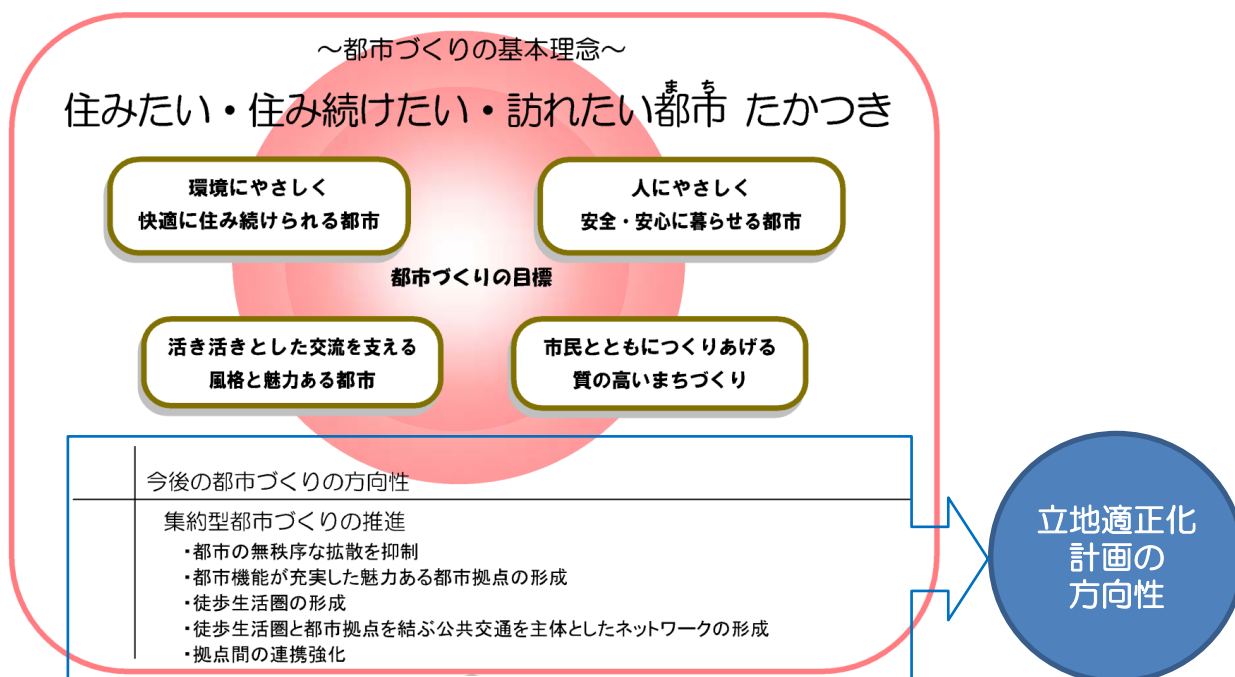 ～都市づくりの基本理念～
住みたい・住み続けたい・訪れたい都市 たかつき
まち
環境にやさしく
快適に住み続けられる都市
人にやさしく
安全・安心に暮らせる都市
都市づくりの目標
活き活きとした交流を支える
風格と魅力ある都市
市民とともにつくりあげる
質の高いまちづくり
今後の都市づくりの方向性
集約型都市づくりの推進
・都市の無秩序な拡散を抑制
・都市機能が充実した魅力ある都市拠点の形成
・徒歩生活圏の形成
・徒歩生活圏と都市拠点を結ぶ公共交通を主体としたネットワークの形成
・拠点間の連携強化
立地適正化
計画の
方向性